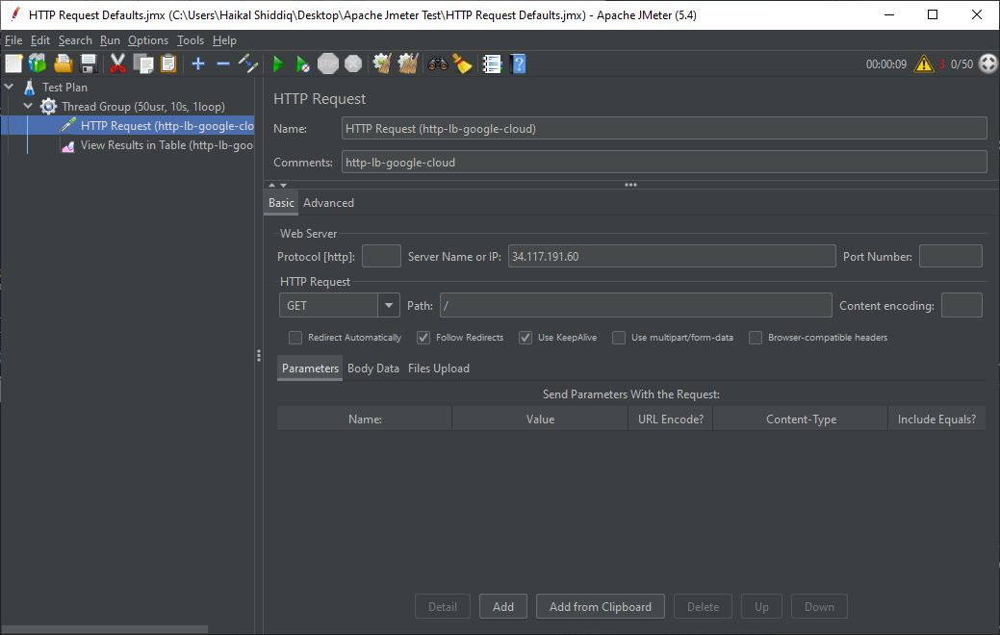 HTTP Request Defaults.jmx (C:\Users\Haikal Shiddiq\Desktop\Apache Jmeter Test\HTTP Request Defaults.jmx) - Apache JMeter (5.4)
File Edit Search Run Options Tools Help
STOP 00:00:09 3 0/50
Test Plan
Thread Group (50usr, 10s, 1loop)
HTTP Request (http-lb-google-clo
View Results in Table (http-lb-goo
HTTP Request
Name: HTTP Request (http-lb-google-cloud)
Comments: http-lb-google-cloud
Basic Advanced
Web Server
Protocol [http]: Server Name or IP: 34.117.191.60 Port Number:
HTTP Request
GET Path: / Content encoding:
Redirect Automatically Follow Redirects Use KeepAlive Use multipart/form-data Browser-compatible headers
Parameters Body Data Files Upload
Send Parameters With the Request:
Name: Value URL Encode? Content-Type Include Equals?
Detail Add Add from Clipboard Delete Up Down